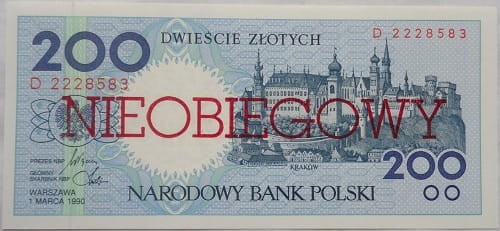 200
DWIEŚCIE ZŁOTYCH
D 2228583
D 2228583
NIEOBIEGOWY
KRAKÓW
PREZES NBP
GŁÓWNY
SKARBNIK NBP
WARSZAWA
1 MARCA 1990
NARODOWY BANK POLSKI
200